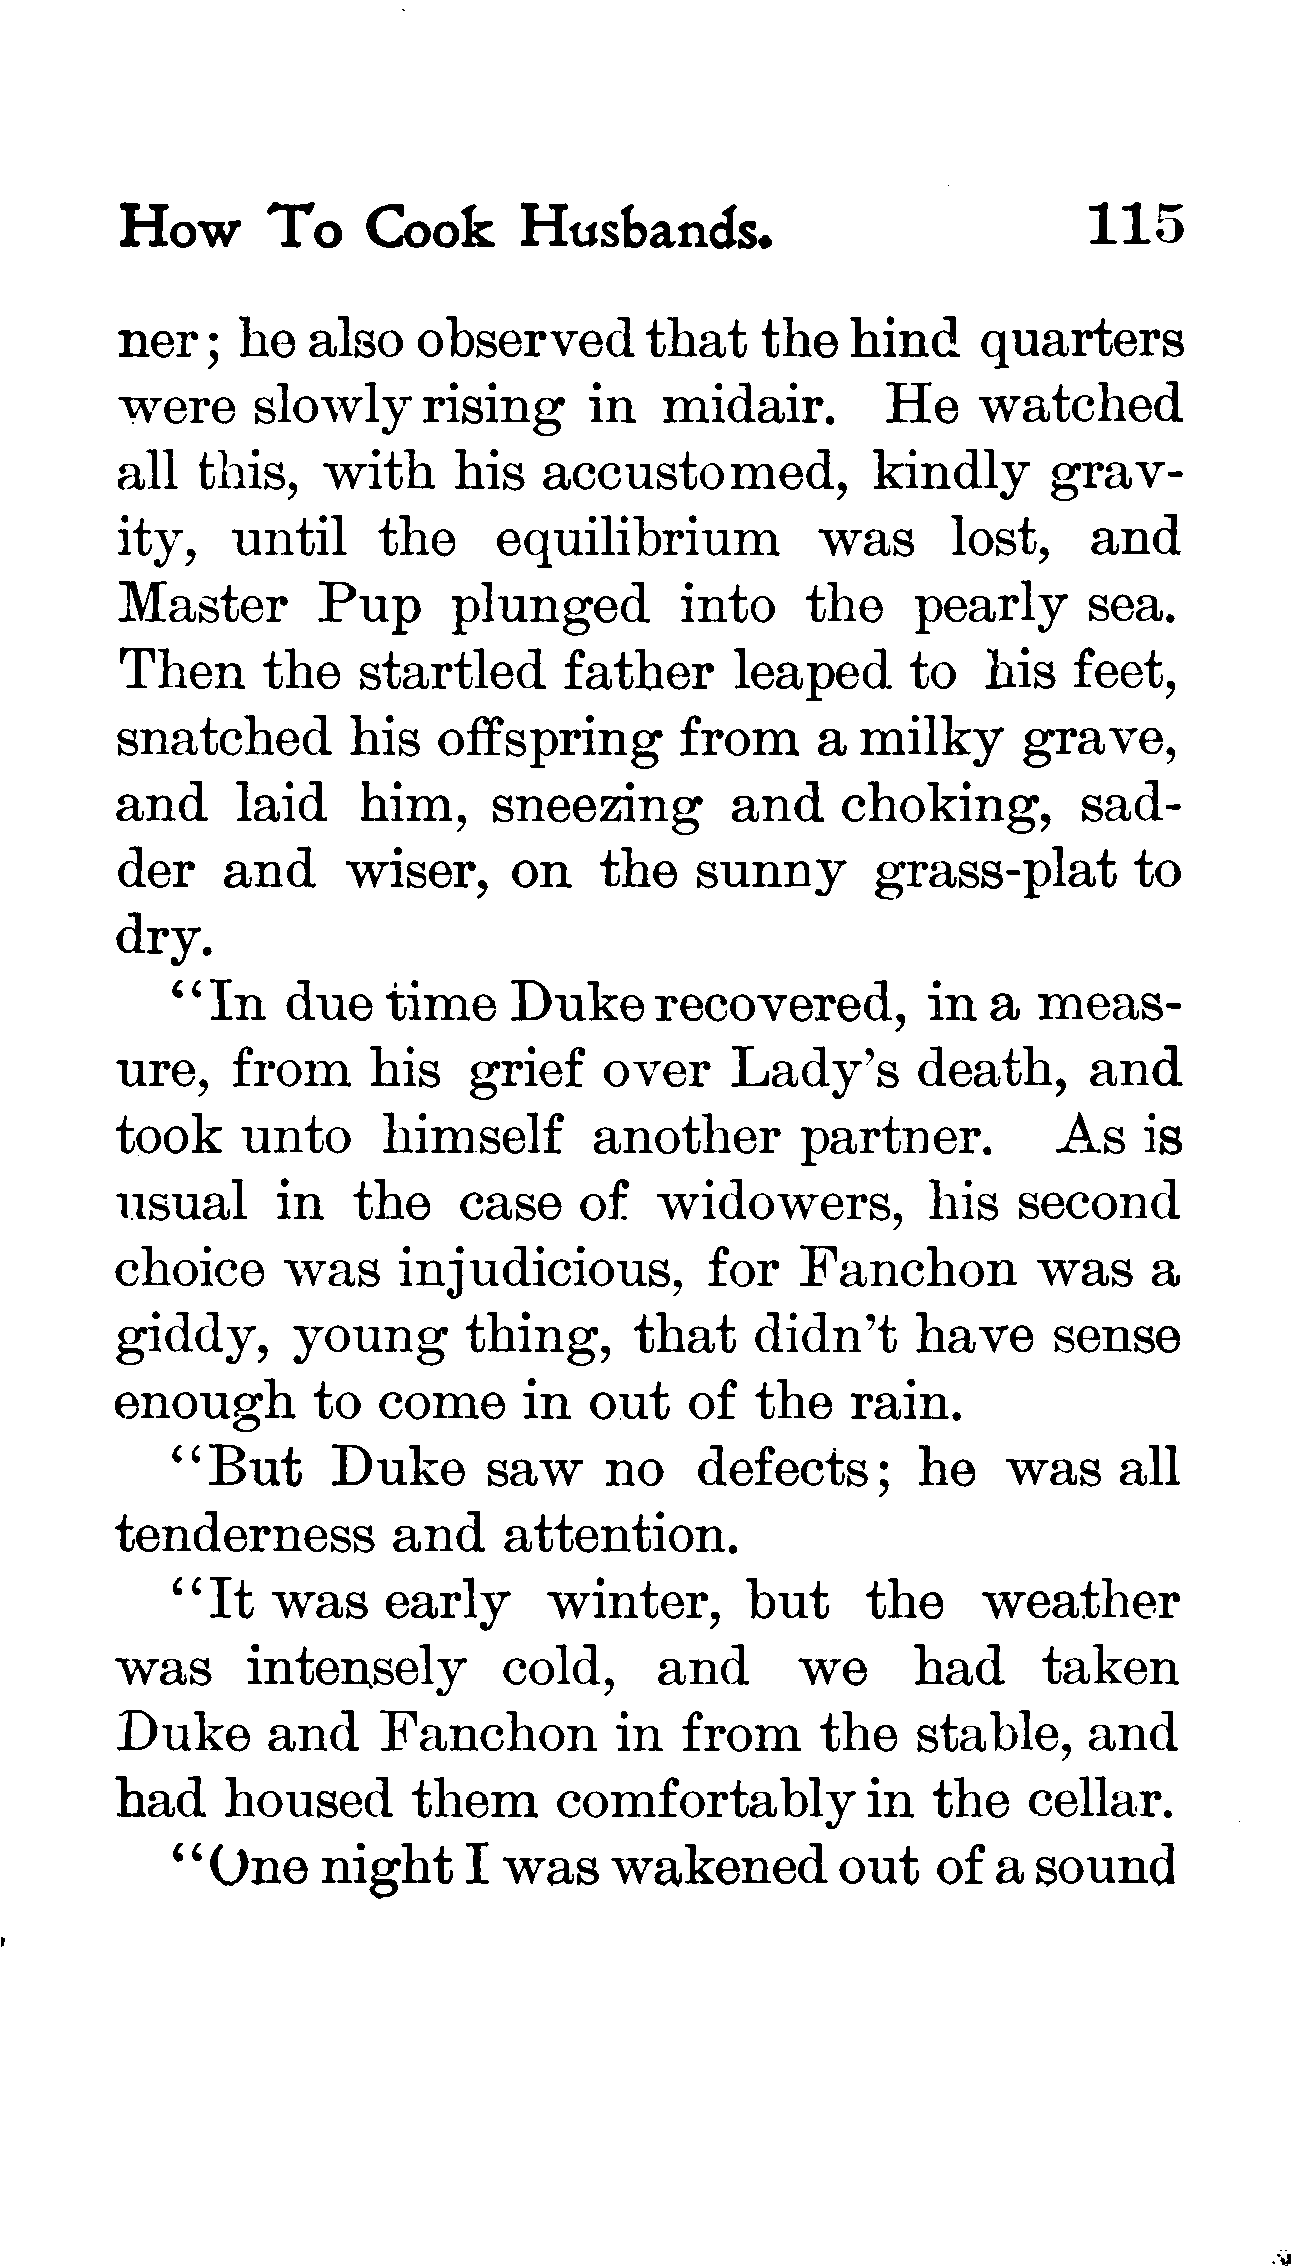 How To Cook Husbands. 115
ner; he also observed that the hind quarters
were slowly rising in midair. He watched
all this, with his accustomed, kindly grav-
ity, until the equilibrium was lost, and
Master Pup plunged into the pearly sea.
Then the startled father leaped to his feet,
snatched his offspring from a milky grave,
and laid him, sneezing and choking, sad-
der and wiser, on the sunny grass-plat to
dry.
“In due time Duke recovered, in a meas-
ure, from his grief over Lady’s death, and
took unto himself another partner. As is
usual in the case of widowers, his second
choice was injudicious, for Fanchon was a
giddy, young thing, that didn’t have sense
enough to come in out of the rain.
“But Duke saw no defects; he was all
tenderness and attention.
“It was early winter, but the weather
was intensely cold, and we had taken
Duke and Fanchon in from the stable, and
had housed them comfortably in the cellar.
“One night I was wakened out of a sound